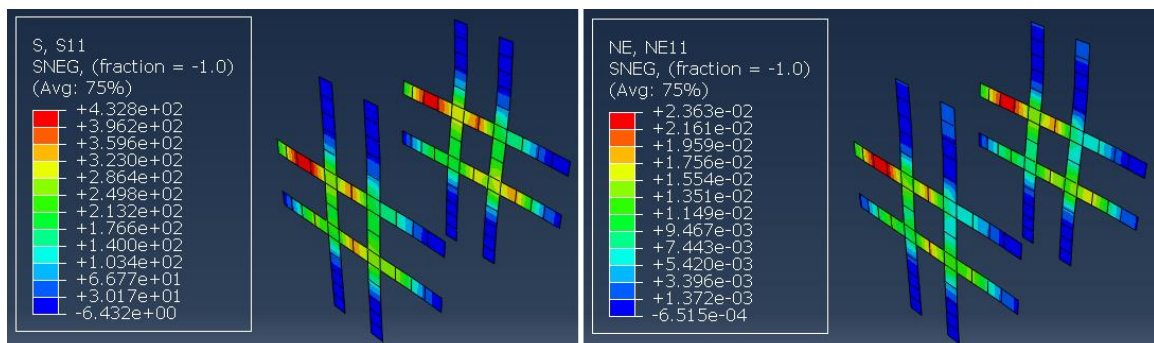 S, S11
SNEG, (fraction = -1.0)
(Avg: 75%)
+4.328e+02
+3.962e+02
+3.596e+02
+3.230e+02
+2.864e+02
+2.498e+02
+2.132e+02
+1.766e+02
+1.400e+02
+1.034e+02
+6.677e+01
+3.017e+01
-6.432e+00
NE, NE11
SNEG, (fraction = -1.0)
(Avg: 75%)
+2.363e-02
+2.161e-02
+1.959e-02
+1.756e-02
+1.554e-02
+1.351e-02
+1.149e-02
+9.467e-03
+7.443e-03
+5.420e-03
+3.396e-03
+1.372e-03
-6.515e-04